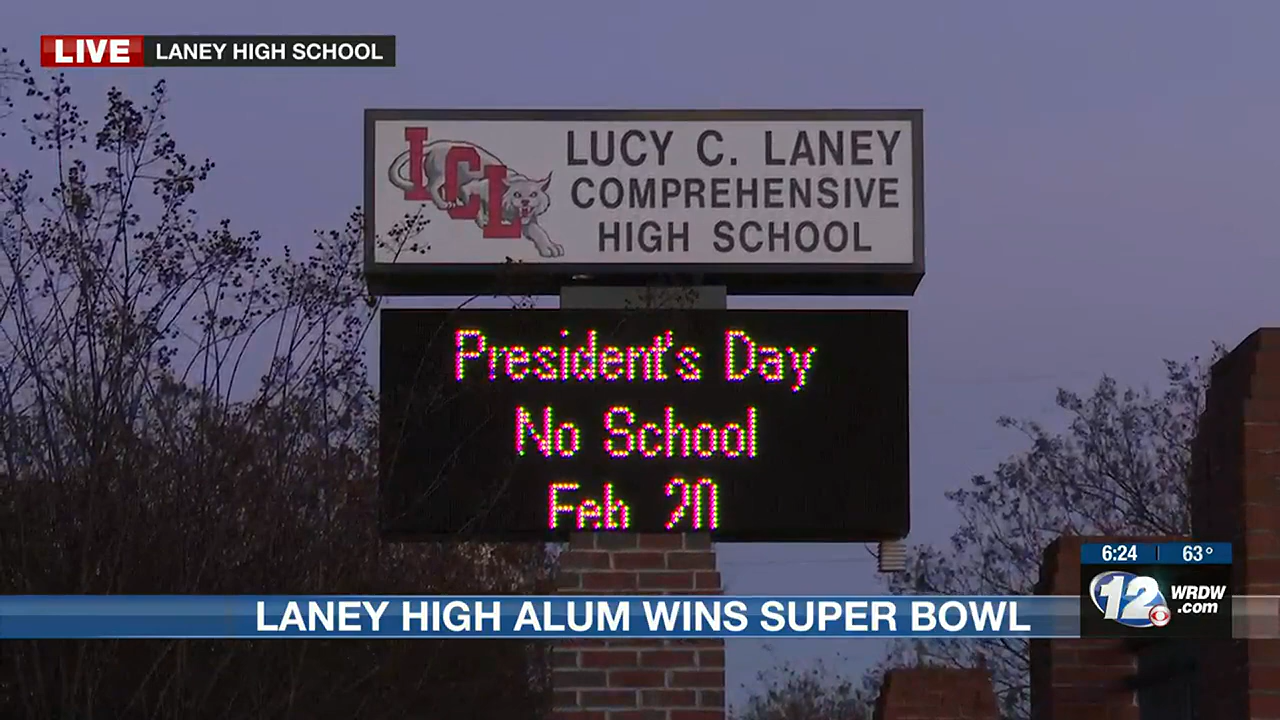 LIVE LANEY HIGH SCHOOL
LCL
LUCY C. LANEY
COMPREHENSIVE
HIGH SCHOOL
President's Day
No School
Feb 20
6:24 63°
12 WRDW
.com
LANEY HIGH ALUM WINS SUPER BOWL